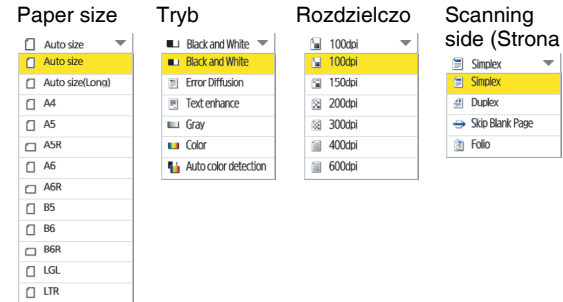 Paper size
Auto size
Auto size
Auto size(Long)
A4
A5
A5R
A6
A6R
B5
B6
B6R
LGL
LTR
Tryb
Black and White
Black and White
Error Diffusion
Text enhance
Gray
Color
Auto color detection
Rozdzielczo
100dpi
100dpi
150dpi
200dpi
300dpi
400dpi
600dpi
Scanning
side (Strona
Simplex
Simplex
Duplex
Skip Blank Page
Folio